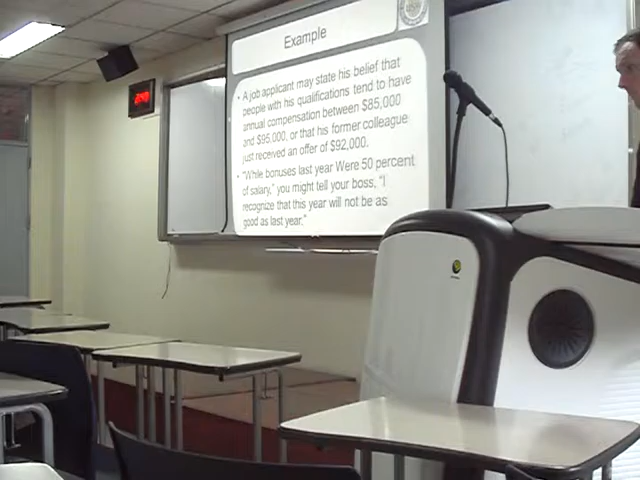 Example
• A job applicant may state his belief that
people with his qualifications tend to have
annual compensation between $85,000
and $95,000, or that his former colleague
just received an offer of $92,000.
• "While bonuses last year Were 50 percent
of salary," you might tell your boss, "I
recognize that this year will not be as
good as last year."